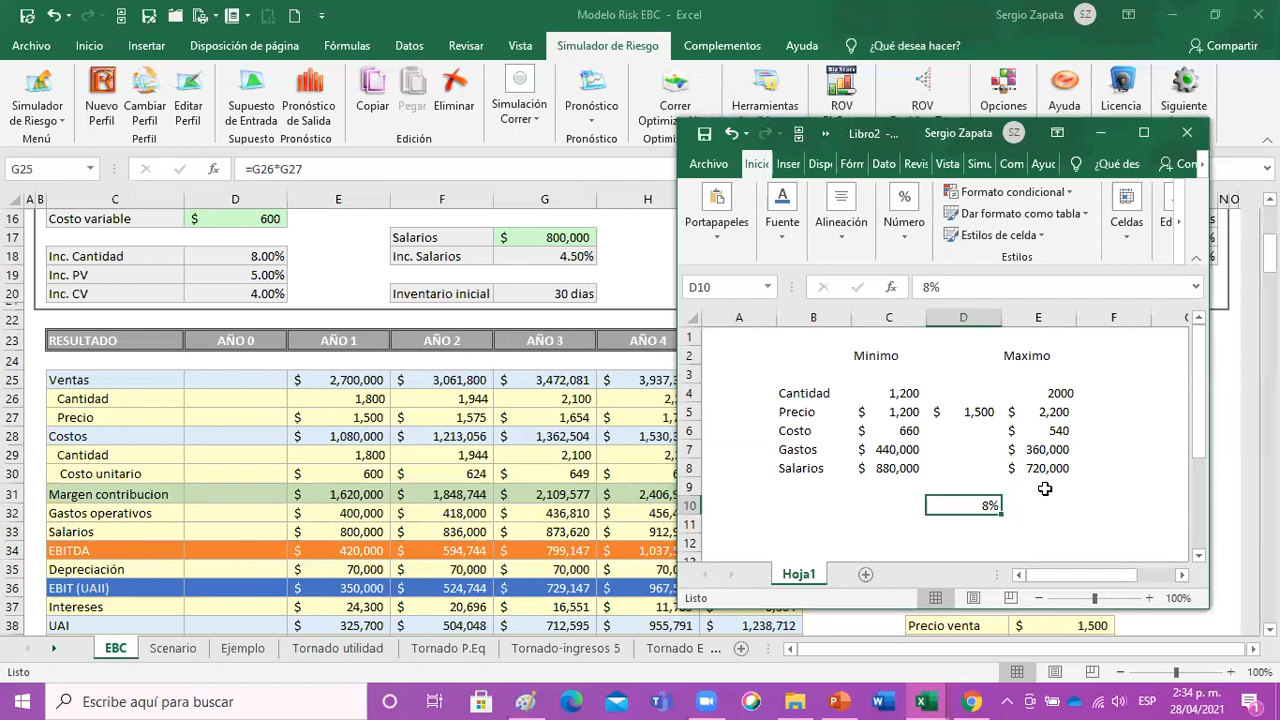 Modelo Risk EBC - Excel
Sergio Zapata SZ
Archivo Inicio Insertar Disposición de página Fórmulas Datos Revisar Vista Simulador de Riesgo Complementos Ayuda ¿Qué desea hacer? Compartir
Simulador de Riesgo
Nuevo Perfil
Cambiar Perfil
Editar Perfil
Supuesto de Entrada
Pronóstico de Salida
Copiar
Pegar
Eliminar
Simulación Correr
Pronóstico
Correr
Herramientas
ROV
ROV
Opciones
Ayuda
Licencia
Siguiente
Menú Perfil Supuesto Pronóstico Edición Pronóstico
G25 =G26*G27
A B C D E F G H N O
16 Costo variable $ 600
17 Salarios $ 800,000
18 Inc. Cantidad 8.00% Inc. Salarios 4.50%
19 Inc. PV 5.00%
20 Inc. CV 4.00% Inventario inicial 30 dias
22
23 RESULTADO AÑO 0 AÑO 1 AÑO 2 AÑO 3 AÑO 4
24
25 Ventas $ 2,700,000 $ 3,061,800 $ 3,472,081 $ 3,937,3
26 Cantidad 1,800 1,944 2,100
27 Precio $ 1,500 $ 1,575 $ 1,654 $
28 Costos $ 1,080,000 $ 1,213,056 $ 1,362,504 $ 1,530,
29 Cantidad 1,800 1,944 2,100
30 Costo unitario $ 600 $ 624 $ 649 $
31 Margen contribucion $ 1,620,000 $ 1,848,744 $ 2,109,577 $ 2,406,
32 Gastos operativos $ 400,000 $ 418,000 $ 436,810 $ 456,
33 Salarios $ 800,000 $ 836,000 $ 873,620 $ 912,
34 EBITDA $ 420,000 $ 594,744 $ 799,147 $ 1,037,
35 Depreciación $ 70,000 $ 70,000 $ 70,000 $ 70,
36 EBIT (UAII) $ 350,000 $ 524,744 $ 729,147 $ 967,
37 Intereses $ 24,300 $ 20,696 $ 16,551 $
38 UAI $ 325,700 $ 504,048 $ 712,595 $ 955,791 $ 1,238,712 Precio venta $ 1,500
EBC Scenario Ejemplo Tornado utilidad Tornado P.Eq Tornado-ingresos 5 Tornado E ...
Listo 100%
Libro2 -... Sergio Zapata SZ
Archivo Inicio Inser Disp Fórr Dato Revis Vista Simu Com Ayuc ¿Qué des Con
Portapapeles
Fuente
Alineación
Número
Formato condicional
Dar formato como tabla
Estilos de celda
Estilos
Celdas
Ed
D10 8%
A B C D E F
1
2 Minimo Maximo
3
4 Cantidad 1,200 2000
5 Precio $ 1,200 $ 1,500 $ 2,200
6 Costo $ 660 $ 540
7 Gastos $ 440,000 $ 360,000
8 Salarios $ 880,000 $ 720,000
9
10 8%
11
12
Hoja1
Listo 100%
Escribe aquí para buscar
ESP
2:34 p. m.
28/04/2021